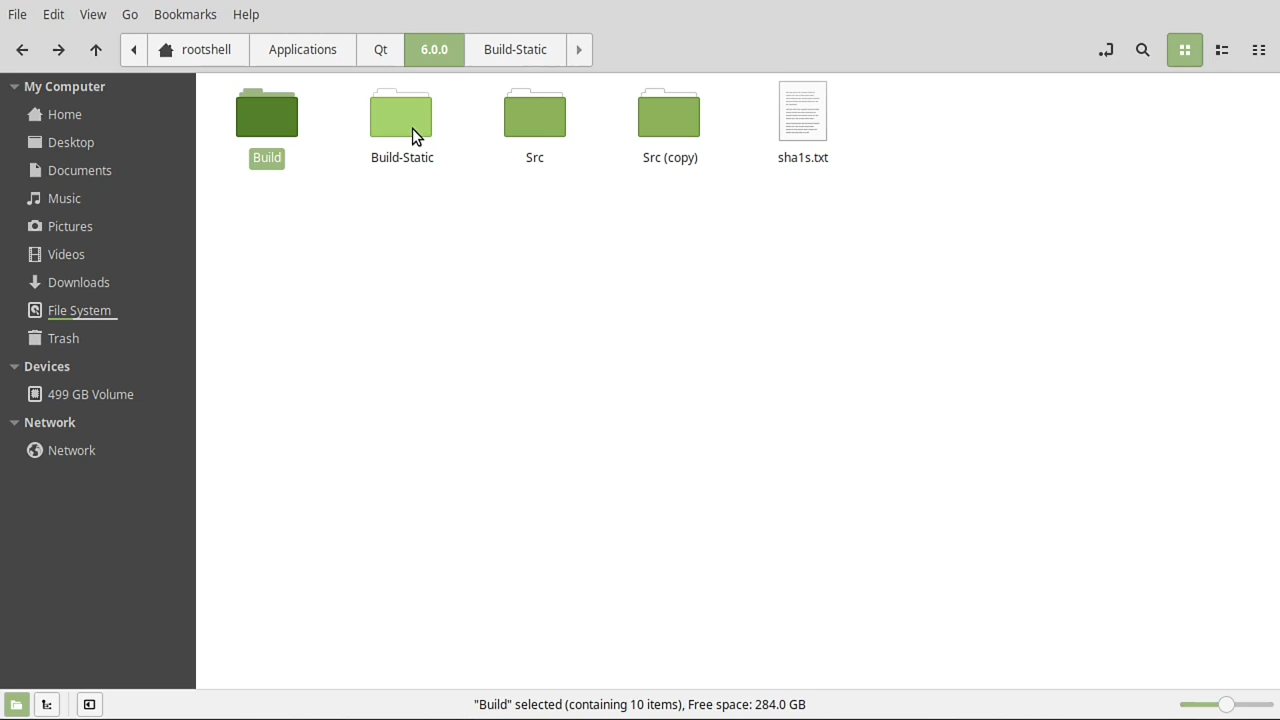 File Edit View Go Bookmarks Help
rootshell Applications Qt 6.0.0 Build-Static
My Computer
Home
Desktop
Documents
Music
Pictures
Videos
Downloads
File System
Trash
Devices
499 GB Volume
Network
Network
Build Build-Static Src Src (copy) sha1s.txt
"Build" selected (containing 10 items), Free space: 284.0 GB